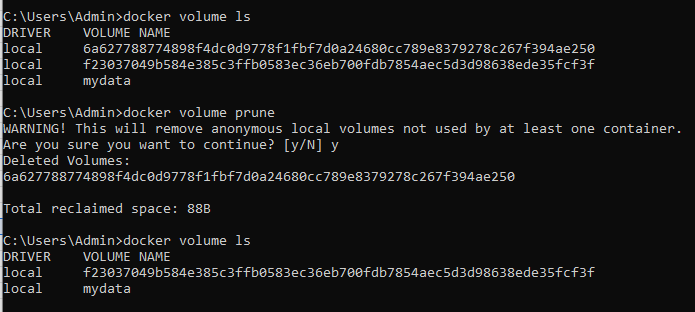 C:\Users\Admin>docker volume ls
DRIVER    VOLUME NAME
local     6a627788774898f4dc0d9778f1fbf7d0a24680cc789e8379278c267f394ae250
local     f23037049b584e385c3ffb0583ec36eb700fdb7854aec5d3d98638ede35fcf3f
local     mydata

C:\Users\Admin>docker volume prune
WARNING! This will remove anonymous local volumes not used by at least one container.
Are you sure you want to continue? [y/N] y
Deleted Volumes:
6a627788774898f4dc0d9778f1fbf7d0a24680cc789e8379278c267f394ae250

Total reclaimed space: 88B

C:\Users\Admin>docker volume ls
DRIVER    VOLUME NAME
local     f23037049b584e385c3ffb0583ec36eb700fdb7854aec5d3d98638ede35fcf3f
local     mydata